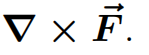 ∇ × F⃗.